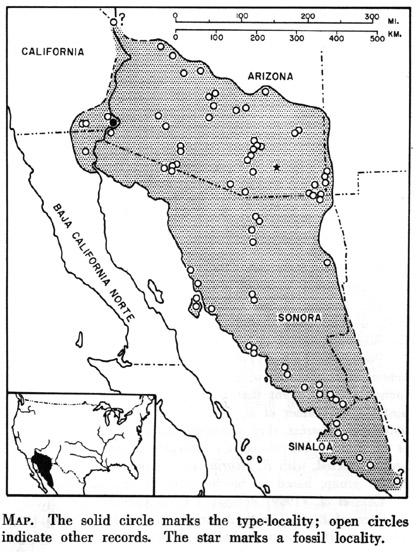 ?
0 100 200 300 MI.
0 100 200 300 400 500 KM.
CALIFORNIA
ARIZONA
BAJA CALIFORNIA NORTE
SONORA
SINALOA
?
MAP. The solid circle marks the type-locality; open circles
indicate other records. The star marks a fossil locality.